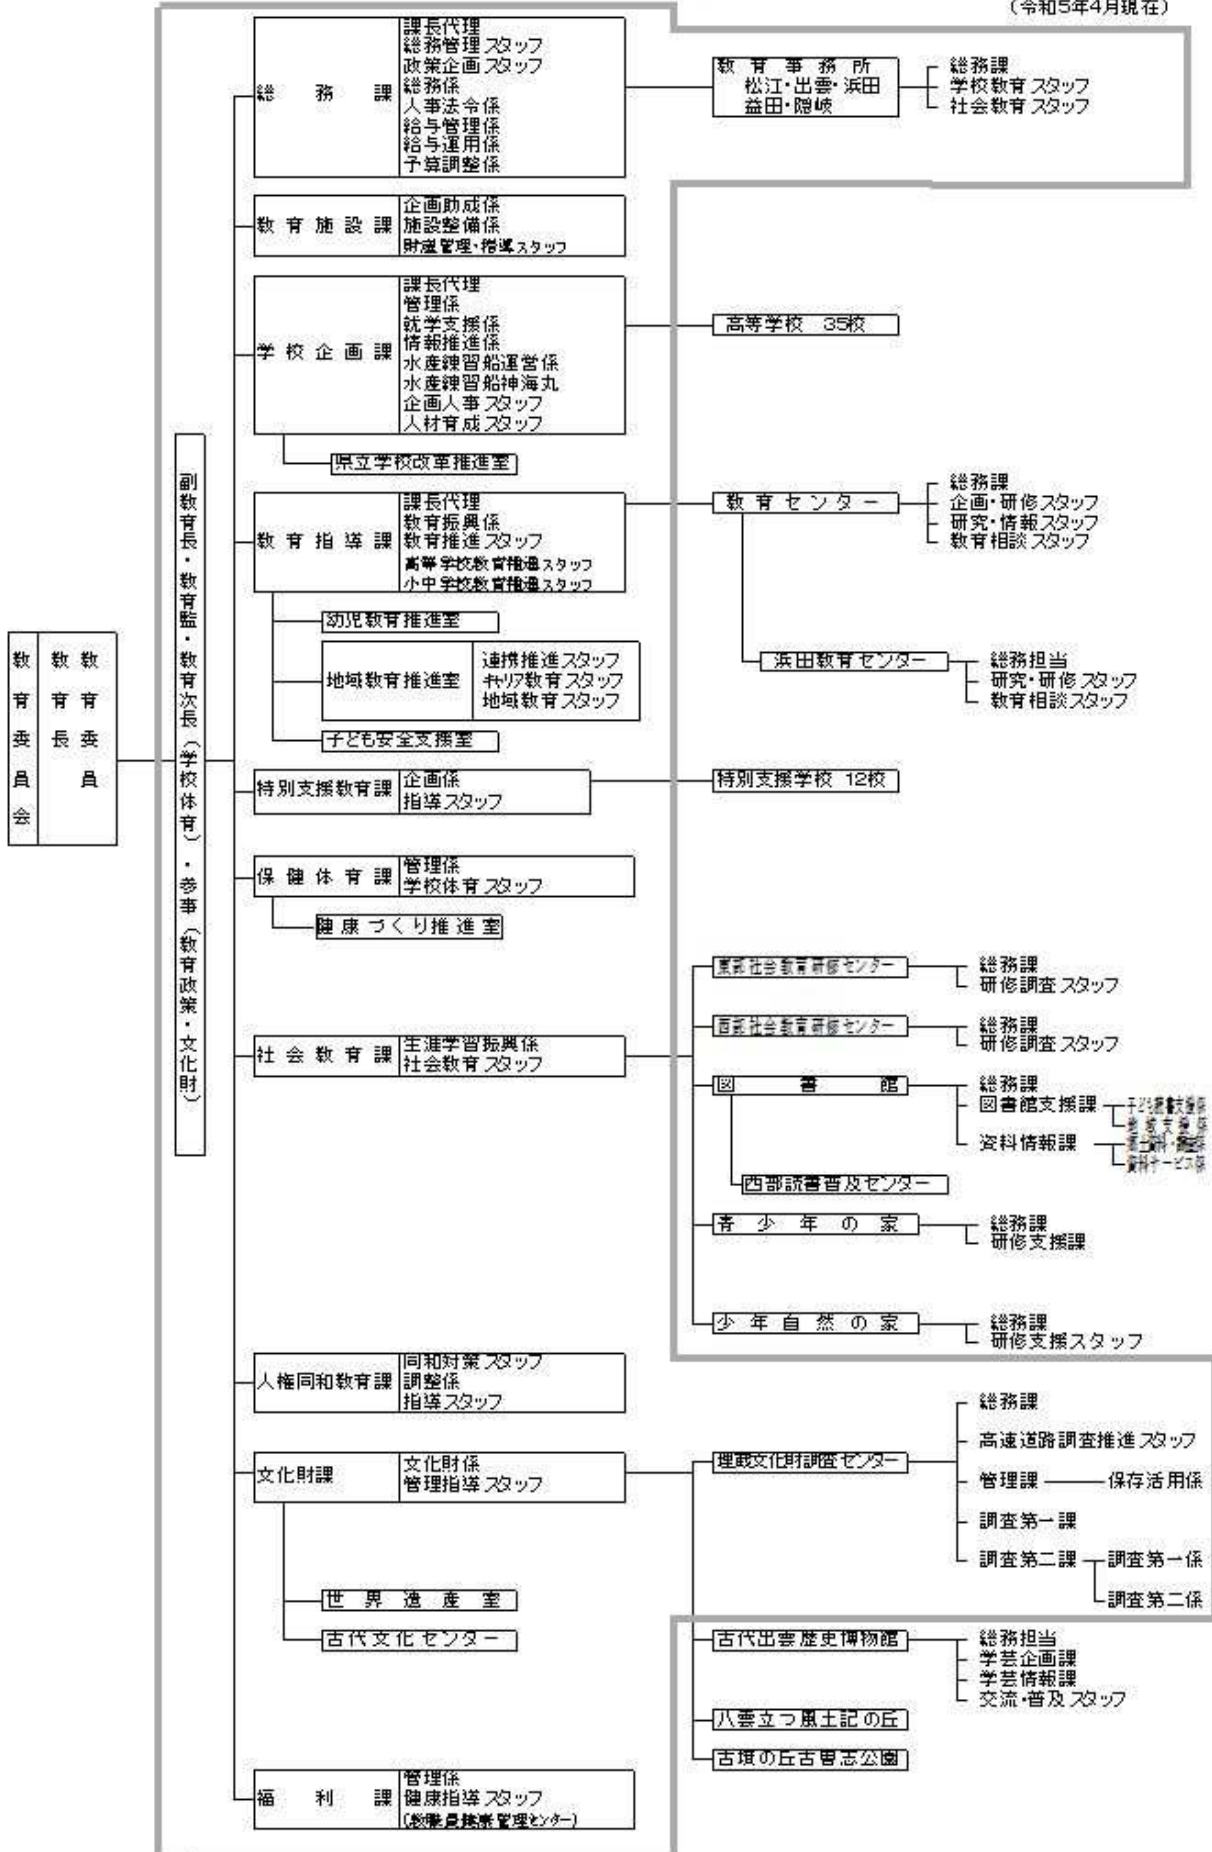 （令和5年4月現在）
教育委員会
教育長
教育委員
副教育長・教育監・教育次長（学校体育）・参事（教育政策・文化財）
総務課
課長代理
総務管理スタッフ
政策企画スタッフ
総務係
人事法令係
給与管理係
給与運用係
予算調整係
教育事務所
松江・出雲・浜田
益田・隠岐
総務課
学校教育スタッフ
社会教育スタッフ
教育施設課
企画助成係
施設整備係
財産管理・指導スタッフ
学校企画課
課長代理
管理係
就学支援係
情報推進係
水産練習船運営係
水産練習船神海丸
企画人事スタッフ
人材育成スタッフ
高等学校 35校
県立学校改革推進室
教育指導課
課長代理
教育振興係
教育推進スタッフ
高等学校教育推進スタッフ
小中学校教育推進スタッフ
教育センター
総務課
企画・研修スタッフ
研究・情報スタッフ
教育相談スタッフ
幼児教育推進室
地域教育推進室
連携推進スタッフ
キャリア教育スタッフ
地域教育スタッフ
子ども安全支援室
浜田教育センター
総務担当
研究・研修スタッフ
教育相談スタッフ
特別支援教育課
企画係
指導スタッフ
特別支援学校 12校
保健体育課
管理係
学校体育スタッフ
健康づくり推進室
社会教育課
生涯学習振興係
社会教育スタッフ
東部社会教育研修センター
総務課
研修調査スタッフ
西部社会教育研修センター
総務課
研修調査スタッフ
図書館
総務課
図書館支援課
子ども読書支援係
地域支援係
資料情報課
郷土資料・調査係
資料サービス係
西部読書普及センター
青少年の家
総務課
研修支援課
少年自然の家
総務課
研修支援スタッフ
人権同和教育課
同和対策スタッフ
調整係
指導スタッフ
文化財課
文化財係
管理指導スタッフ
埋蔵文化財調査センター
総務課
高速道路調査推進スタッフ
管理課
保存活用係
調査第一課
調査第二課
調査第一係
調査第二係
世界遺産室
古代文化センター
古代出雲歴史博物館
総務担当
学芸企画課
学芸情報課
交流・普及スタッフ
八雲立つ風土記の丘
古墳の丘古曽志公園
福利課
管理係
健康指導スタッフ
（教職員健康管理センター）